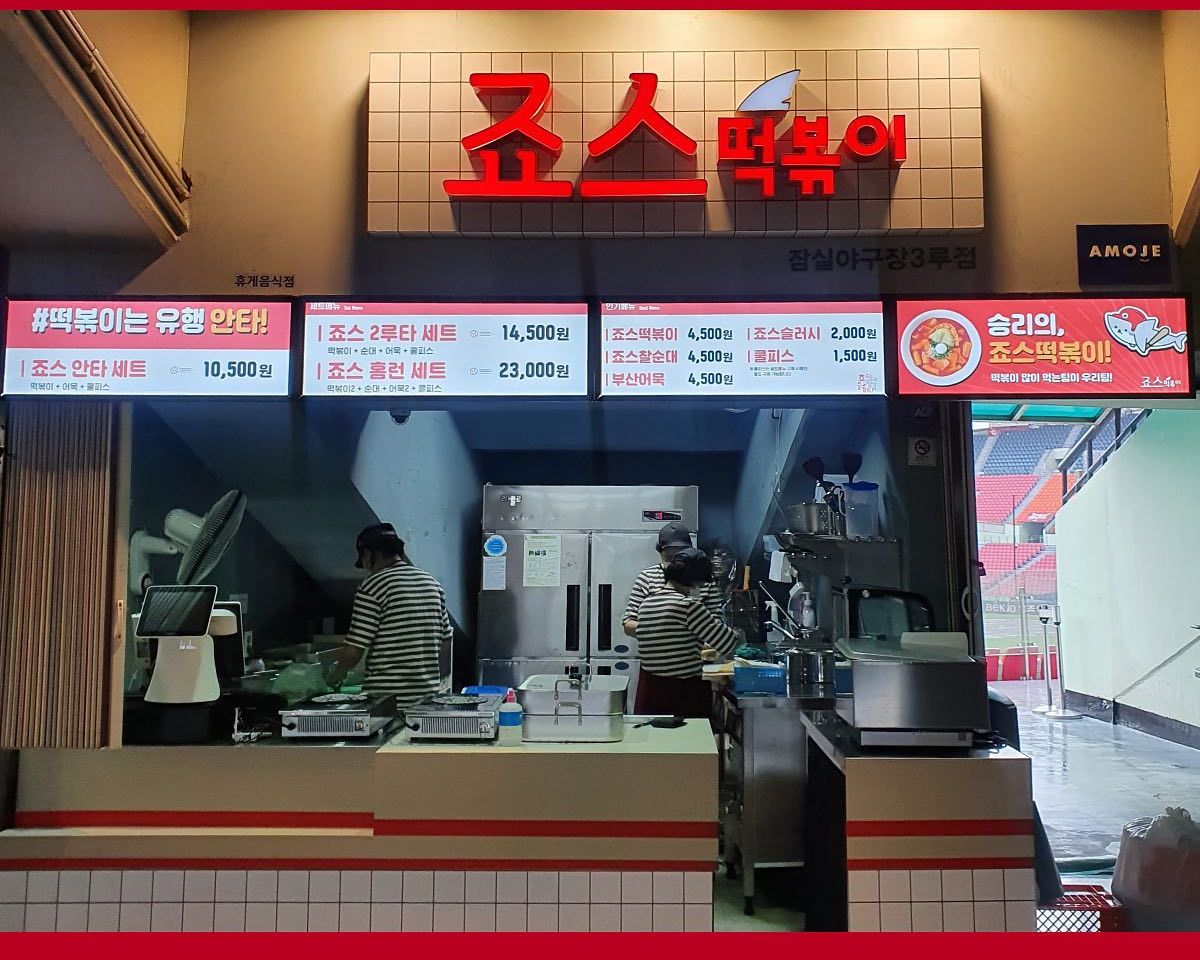 죠스떡볶이
잠실야구장3루점
AMOJE
휴게음식점
#떡볶이는 유행 안타!
죠스 안타 세트 10,500원
떡볶이 + 어묵 + 쿨피스
세트메뉴 Set Menu
죠스 2루타 세트 14,500원
떡볶이 + 순대 + 어묵 + 쿨피스
죠스 홈런 세트 23,000원
떡볶이2 + 순대 + 어묵2 + 쿨피스
인기메뉴 Best Menu
죠스떡볶이 4,500원
죠스찰순대 4,500원
부산어묵 4,500원
죠스슬러시 2,000원
쿨피스 1,500원
승리의,
죠스떡볶이!
떡볶이 많이 먹는팀이 우리팀!
죠스떡볶이